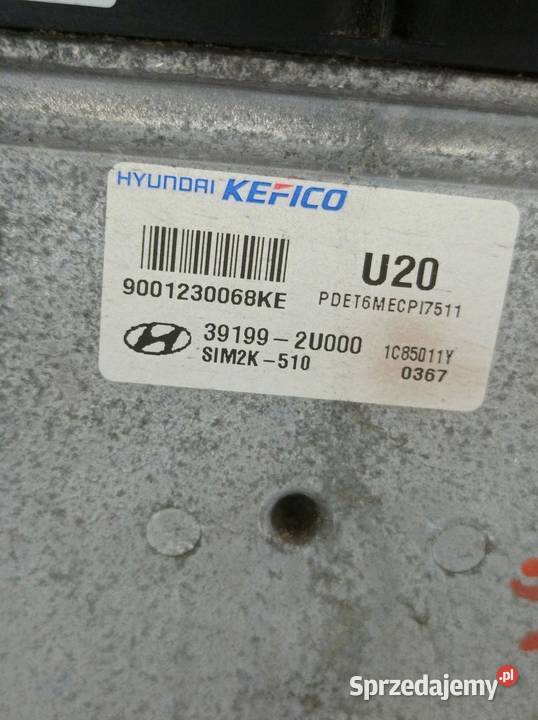 HYUNDAI KEFICO
U20
9001230068KE
PDET6MECPI7511
39199-2U000
1C85011Y
SIM2K-510
0367
Sprzedajemy.pl